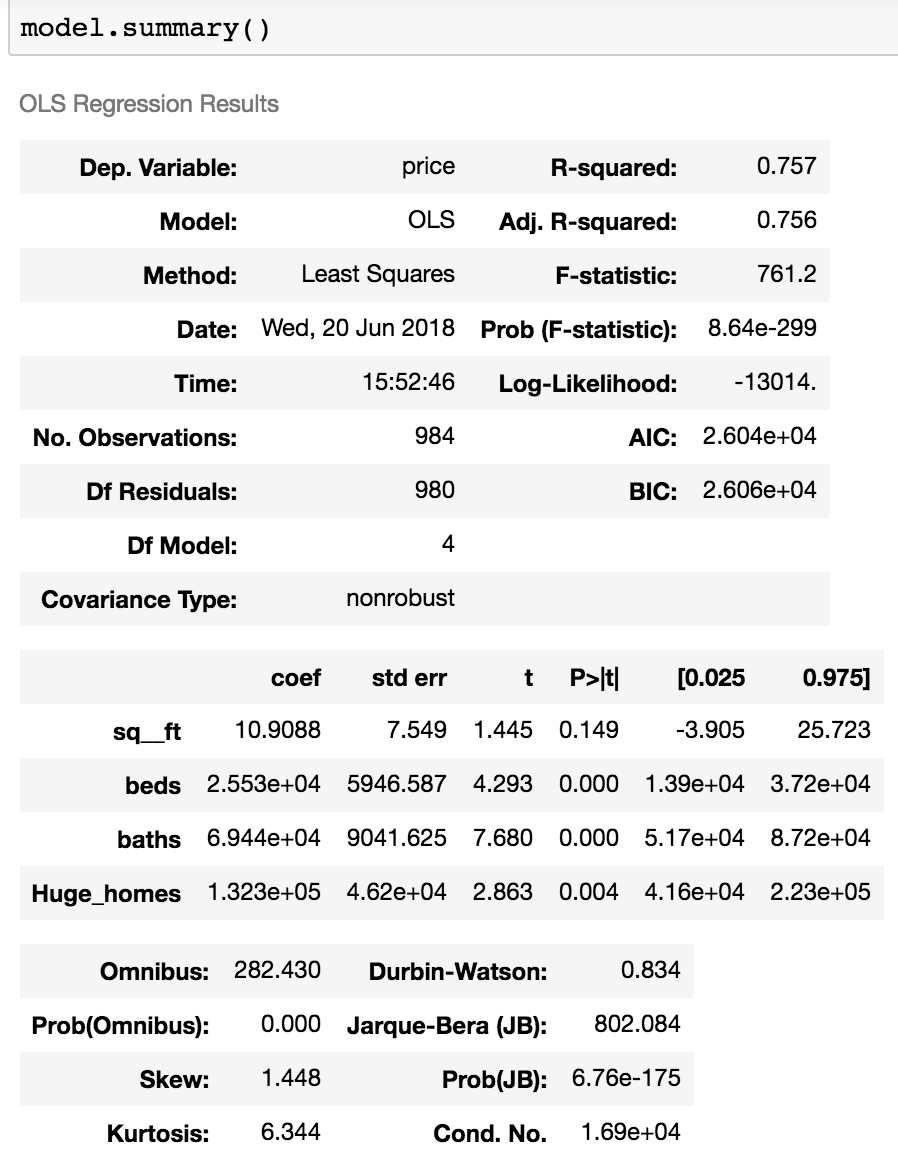 model.summary()
OLS Regression Results
Dep. Variable: price R-squared: 0.757
Model: OLS Adj. R-squared: 0.756
Method: Least Squares F-statistic: 761.2
Date: Wed, 20 Jun 2018 Prob (F-statistic): 8.64e-299
Time: 15:52:46 Log-Likelihood: -13014.
No. Observations: 984 AIC: 2.604e+04
Df Residuals: 980 BIC: 2.606e+04
Df Model: 4
Covariance Type: nonrobust
coef std err t P>|t| [0.025 0.975]
sq__ft 10.9088 7.549 1.445 0.149 -3.905 25.723
beds 2.553e+04 5946.587 4.293 0.000 1.39e+04 3.72e+04
baths 6.944e+04 9041.625 7.680 0.000 5.17e+04 8.72e+04
Huge_homes 1.323e+05 4.62e+04 2.863 0.004 4.16e+04 2.23e+05
Omnibus: 282.430 Durbin-Watson: 0.834
Prob(Omnibus): 0.000 Jarque-Bera (JB): 802.084
Skew: 1.448 Prob(JB): 6.76e-175
Kurtosis: 6.344 Cond. No. 1.69e+04